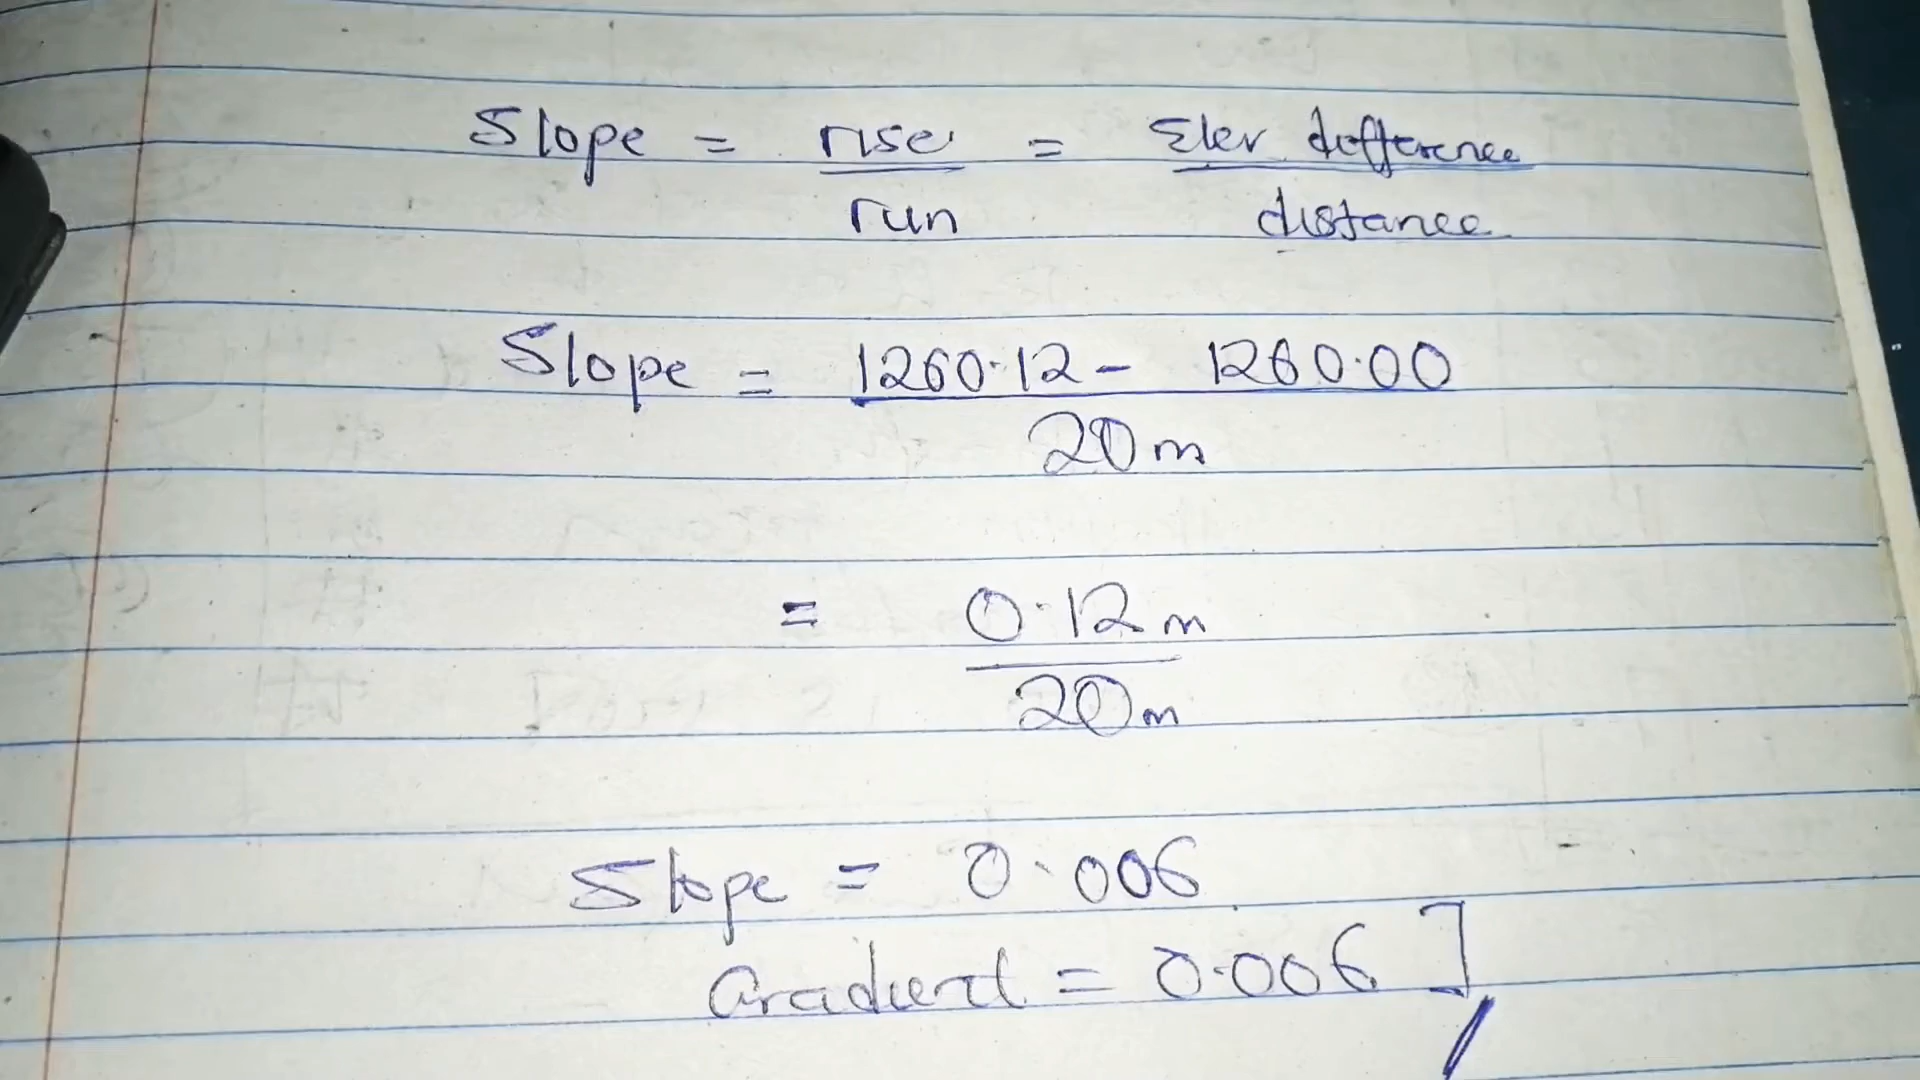 Slope = rise/run = Elev difference/distance
Slope = 1260.12 - 1260.00/20m
= 0.12m/20m
Slope = 0.006
Gradient = 0.006]